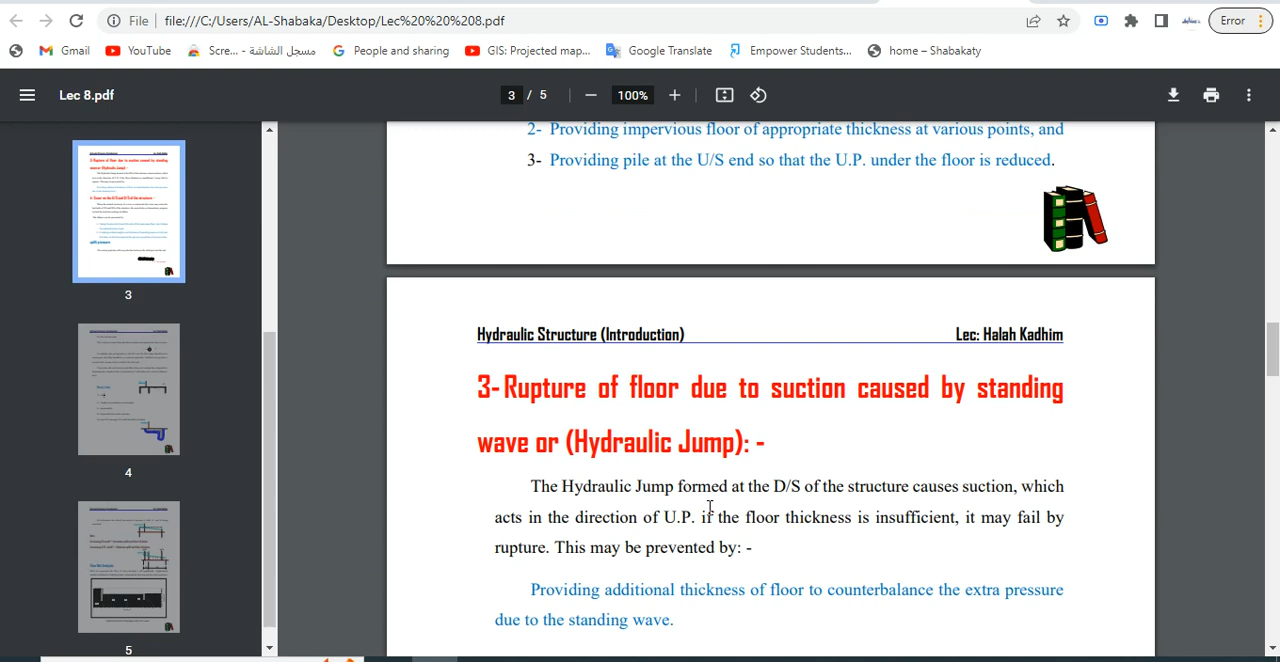 File
file:///C:/Users/AL-Shabaka/Desktop/Lec%20%20%208.pdf
Error
Gmail
YouTube
Scre... - مسجل الشاشة
People and sharing
GIS: Projected map...
Google Translate
Empower Students...
home – Shabakaty
Lec 8.pdf
3 / 5
100%
3
4
5
2- Providing impervious floor of appropriate thickness at various points, and
3- Providing pile at the U/S end so that the U.P. under the floor is reduced.
Hydraulic Structure (Introduction) Lec: Halah Kadhim
3- Rupture of floor due to suction caused by standing
wave or (Hydraulic Jump): -
The Hydraulic Jump formed at the D/S of the structure causes suction, which
acts in the direction of U.P. if the floor thickness is insufficient, it may fail by
rupture. This may be prevented by: -
Providing additional thickness of floor to counterbalance the extra pressure
due to the standing wave.